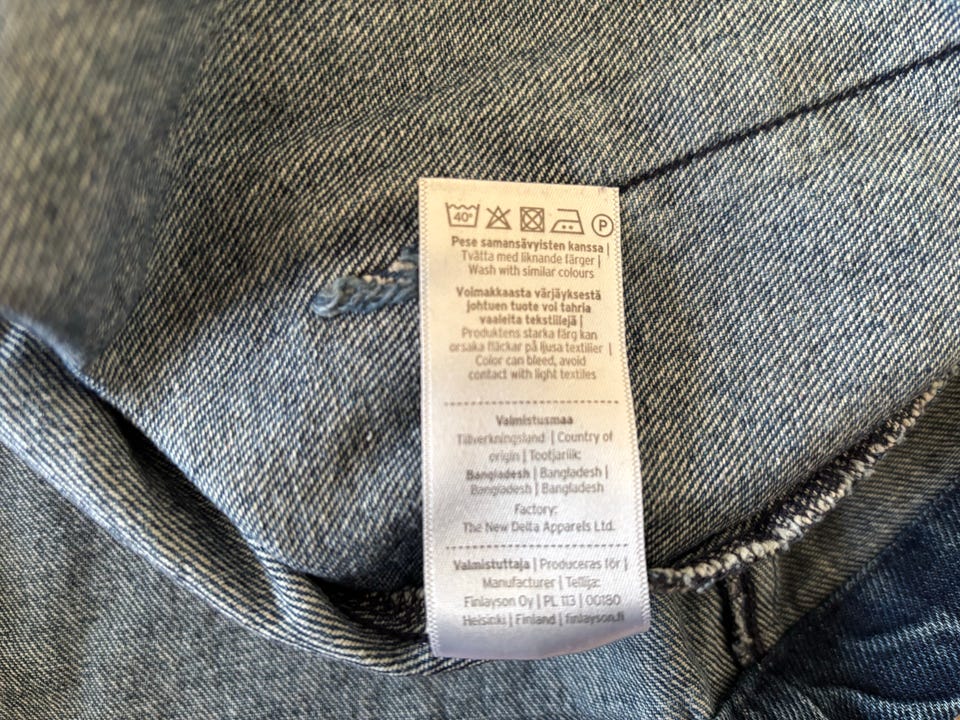 40° P
Pese samansävyisten kanssa |
Tvätta med liknande färger |
Wash with similar colours
Voimakkaasta värjäyksestä
johtuen tuote voi tahria
vaaleita tekstiilejä |
Produktens starka färg kan
orsaka fläckar på ljusa textilier |
Color can bleed, avoid
contact with light textiles
Valmistusmaa
Tillverkningsland | Country of
origin | Tootjariik:
Bangladesh | Bangladesh |
Bangladesh | Bangladesh
Factory:
The New Delta Apparels Ltd.
Valmistuttaja | Produceras för |
Manufacturer | Tellija:
Finlayson Oy | PL 113 | 00180
Helsinki | Finland | finlayson.fi